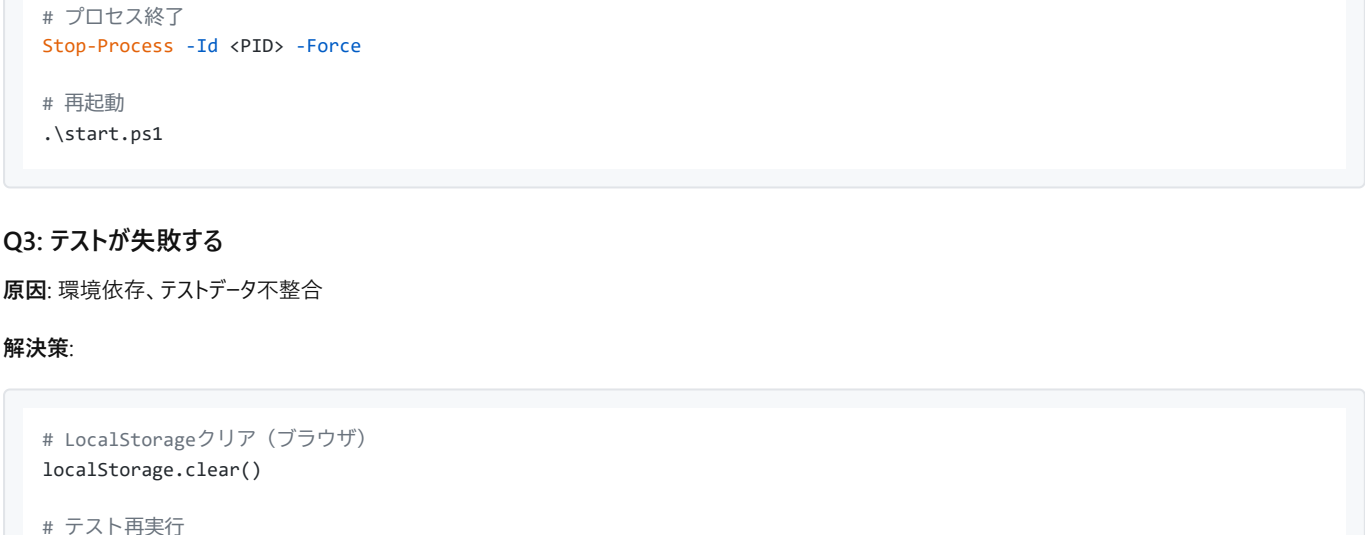 # プロセス終了
Stop-Process -Id <PID> -Force
# 再起動
.\start.ps1
Q3: テストが失敗する
原因: 環境依存、テストデータ不整合
解決策:
# LocalStorageクリア（ブラウザ）
localStorage.clear()
# テスト再実行